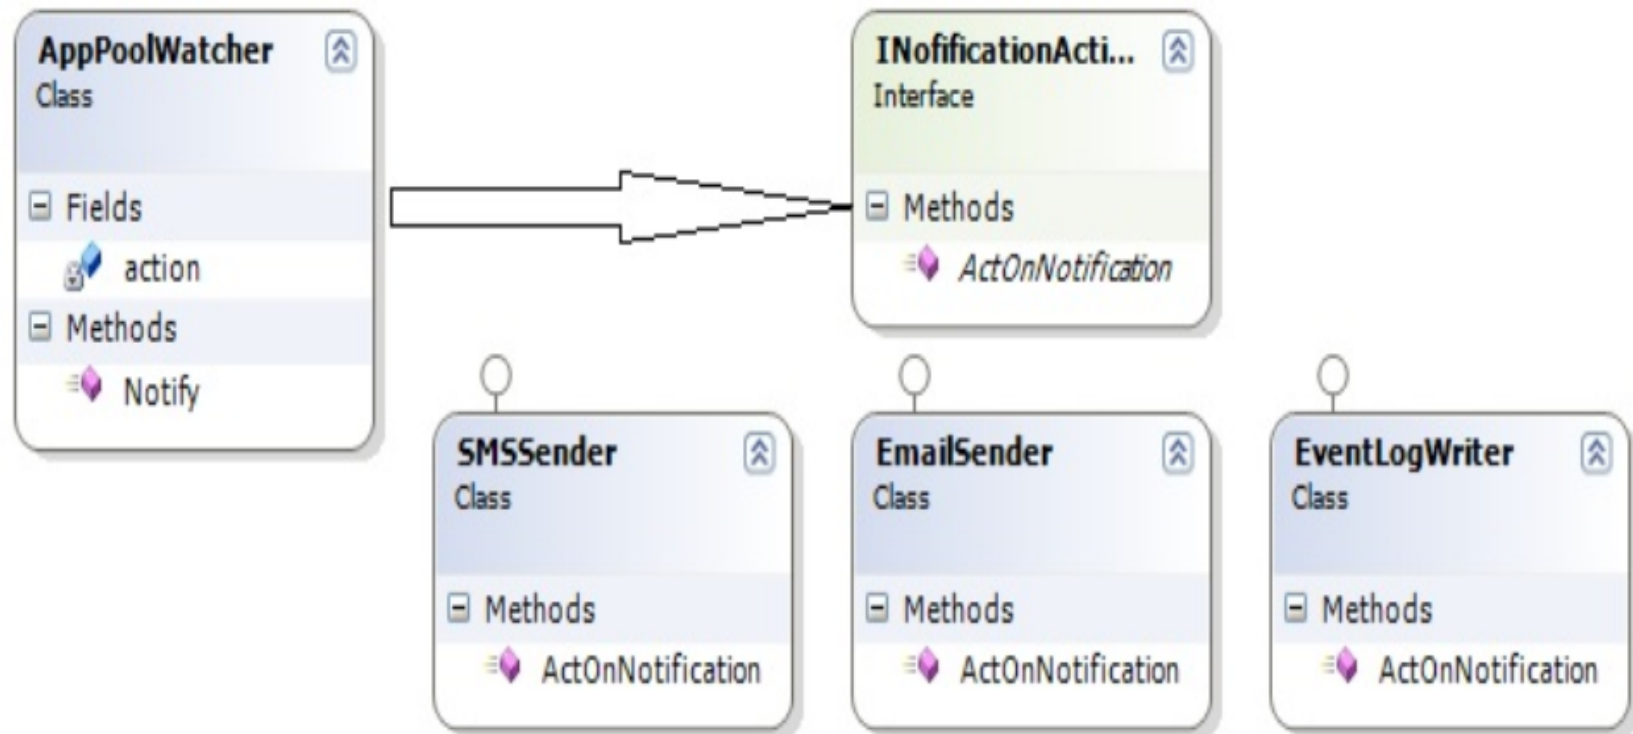 AppPoolWatcher
Class
Fields
action
Methods
Notify
INofificationActi...
Interface
Methods
ActOnNotification
SMSSender
Class
Methods
ActOnNotification
EmailSender
Class
Methods
ActOnNotification
EventLogWriter
Class
Methods
ActOnNotification